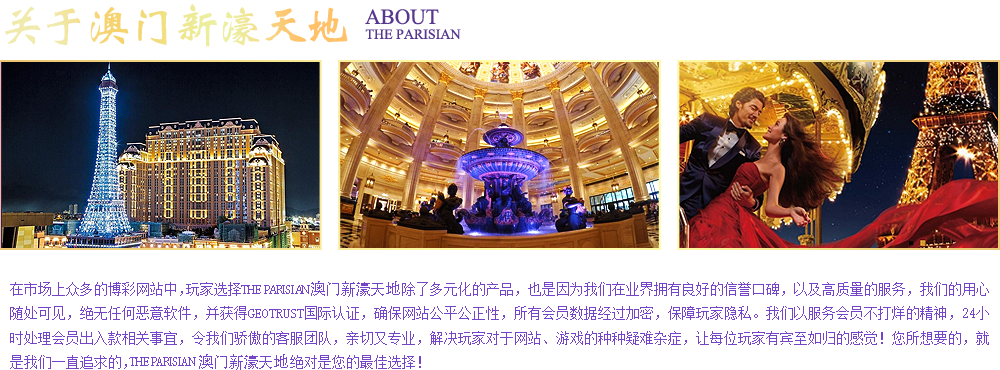 关于澳门新濠天地
ABOUT
THE PARISIAN
在市场上众多的博彩网站中,玩家选择THE PARISIAN澳门新濠天地除了多元化的产品，也是因为我们在业界拥有良好的信誉口碑，以及高质量的服务，我们的用心
随处可见，绝无任何恶意软件，并获得GEOTRUST国际认证，确保网站公平公正性，所有会员数据经过加密，保障玩家隐私。我们以服务会员不打烊的精神，24小
时处理会员出入款相关事宜，令我们骄傲的客服团队，亲切又专业，解决玩家对于网站、游戏的种种疑难杂症，让每位玩家有宾至如归的感觉！您所想要的，就
是我们一直追求的,THE PARISIAN 澳门新濠天地绝对是您的最佳选择！